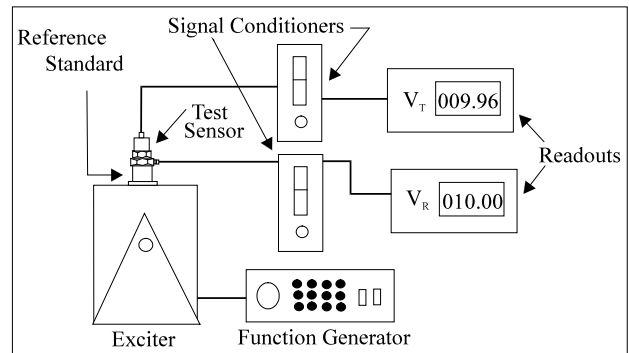 Signal Conditioners
Reference
Standard
Test
Sensor
V_T 009.96
Readouts
V_R 010.00
Exciter
Function Generator